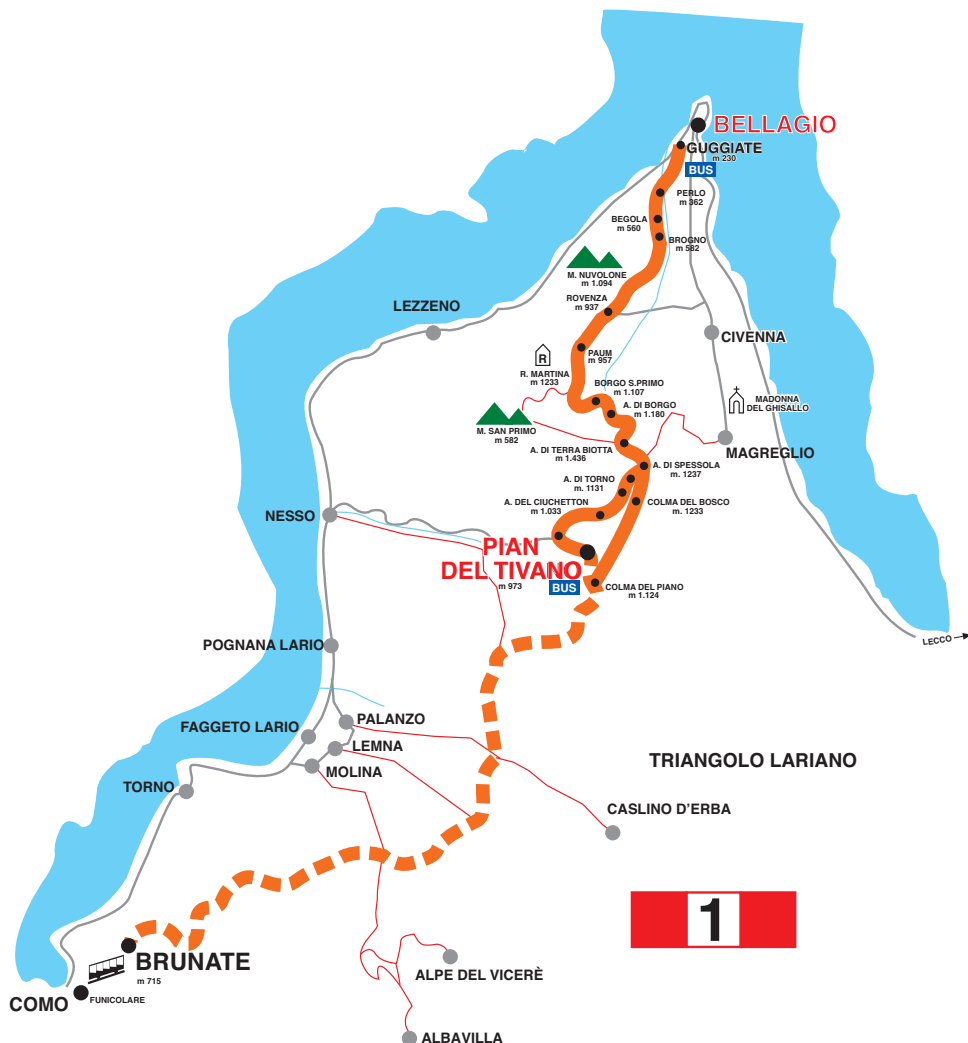 BELLAGIO
GUGGIATE
m 230
BUS
PERLO
m 362
BEGOLA
m 560
BROGNO
m 582
M. NUVOLONE
m 1.094
ROVENZA
m 937
LEZZENO
CIVENNA
PAUM
m 957
R
R. MARTINA
m 1233
BORGO S.PRIMO
m 1.107
MADONNA
DEL GHISALLO
A. DI BORGO
m 1.180
M. SAN PRIMO
m 582
A. DI TERRA BIOTTA
m 1.436
MAGREGLIO
A. DI SPESSOLA
m. 1237
A. DI TORNO
m. 1131
A. DEL CIUCHETTON
m 1.033
COLMA DEL BOSCO
m. 1233
NESSO
PIAN
DEL TIVANO
m 973
BUS
COLMA DEL PIANO
m 1.124
LECCO
POGNANA LARIO
PALANZO
FAGGETO LARIO
LEMNA
MOLINA
TRIANGOLO LARIANO
TORNO
CASLINO D'ERBA
1
BRUNATE
m 715
ALPE DEL VICERÈ
COMO
FUNICOLARE
ALBAVILLA